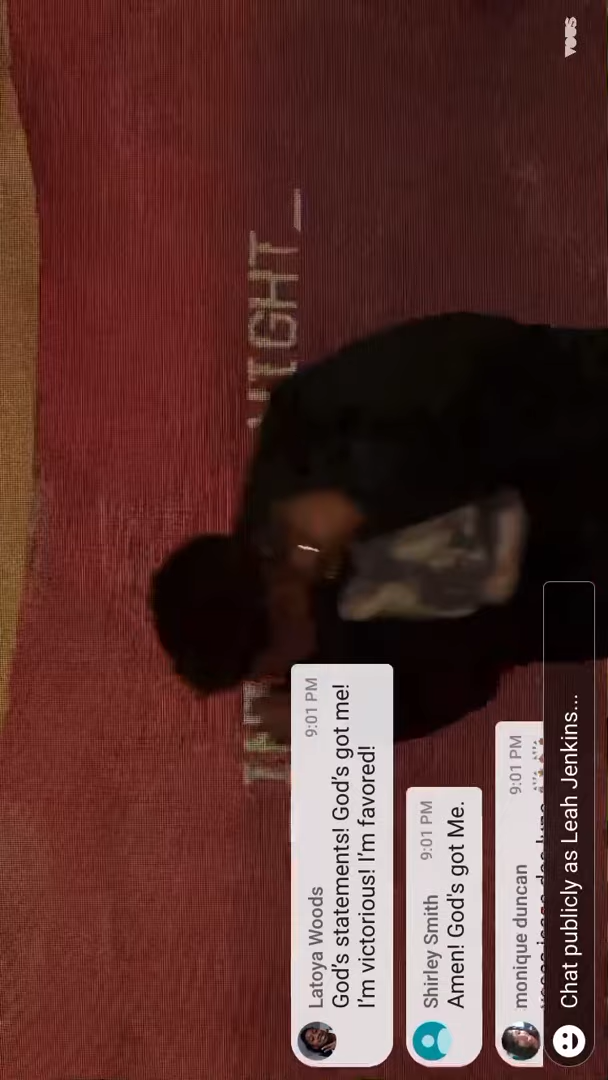 VOUS
Latoya Woods 9:01 PM
God's statements! God's got me!
I'm victorious! I'm favored!
Shirley Smith 9:01 PM
Amen! God's got Me.
monique duncan 9:01 PM
Chat publicly as Leah Jenkins...